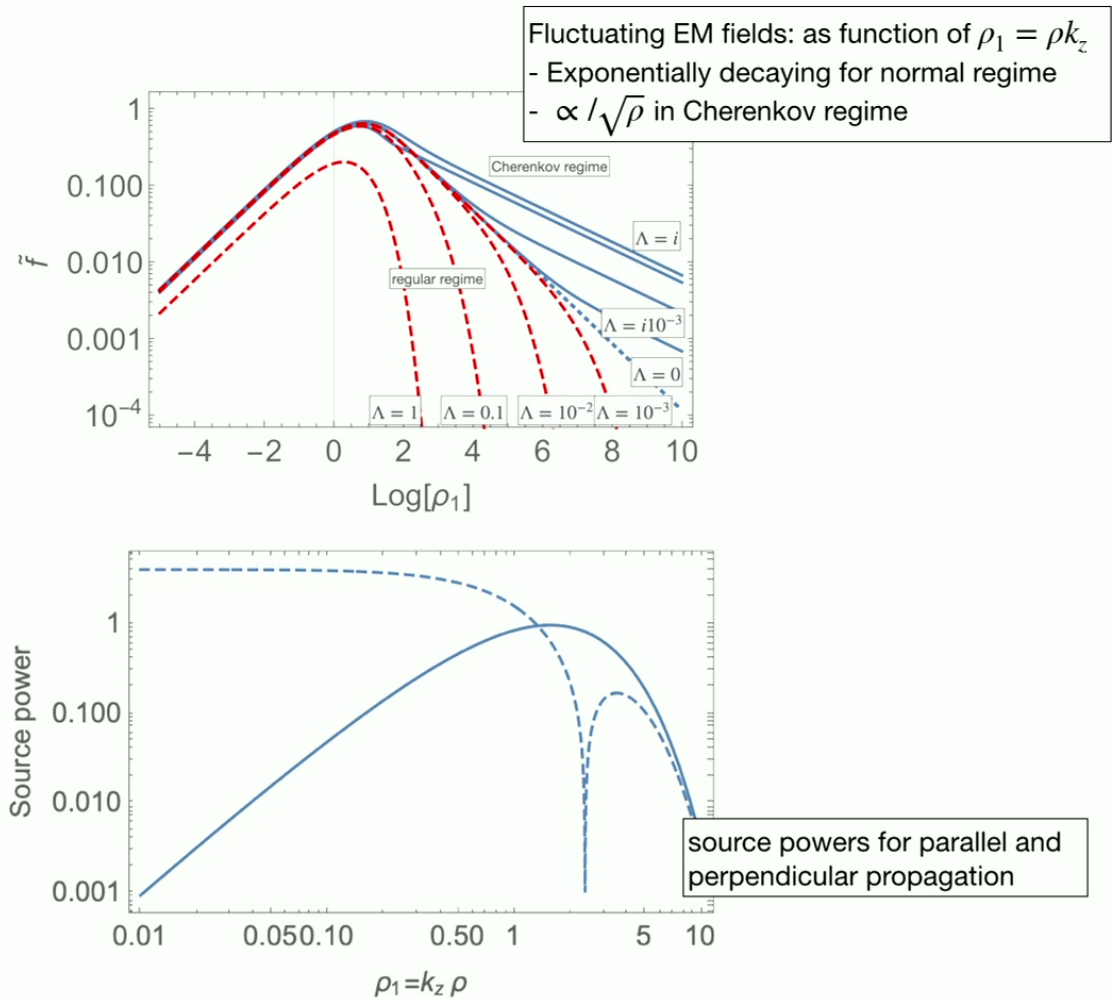 Fluctuating EM fields: as function of ρ₁ = ρk_z
- Exponentially decaying for normal regime
- ∝ /√ρ in Cherenkov regime
1
0.100
0.010
0.001
10⁻⁴
f̃
Cherenkov regime
regular regime
Λ = i
Λ = i10⁻³
Λ = 0
Λ = 1
Λ = 0.1
Λ = 10⁻²
Λ = 10⁻³
−4 −2 0 2 4 6 8 10
Log[ρ₁]
1
0.100
0.010
0.001
Source power
source powers for parallel and
perpendicular propagation
0.01 0.05 0.10 0.50 1 5 10
ρ₁=k_z ρ